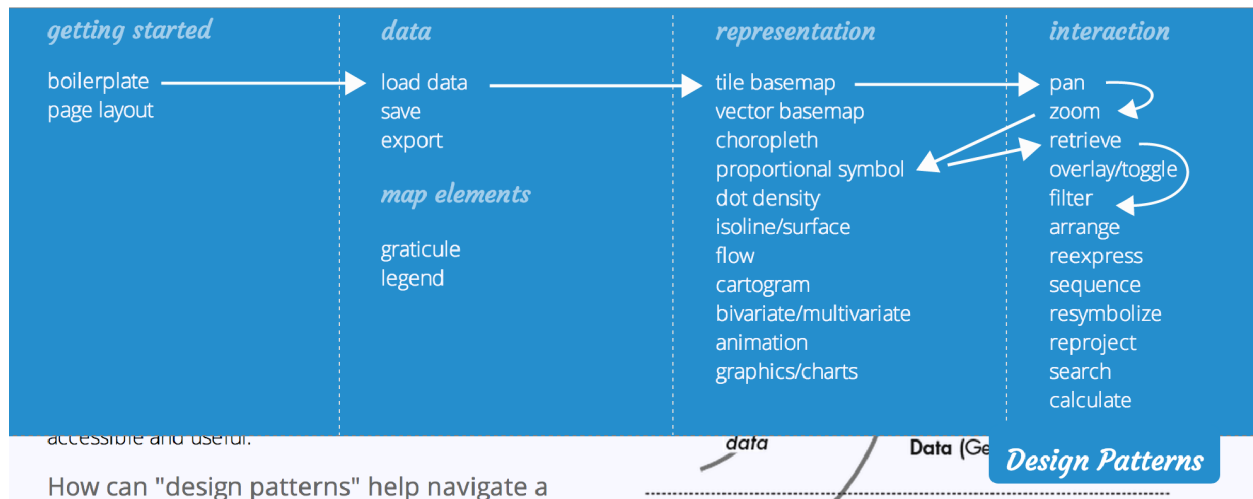 getting started
boilerplate
page layout
data
load data
save
export
map elements
graticule
legend
representation
tile basemap
vector basemap
choropleth
proportional symbol
dot density
isoline/surface
flow
cartogram
bivariate/multivariate
animation
graphics/charts
interaction
pan
zoom
retrieve
overlay/toggle
filter
arrange
reexpress
sequence
resymbolize
reproject
search
calculate
Design Patterns
accessible and useful.
How can "design patterns" help navigate a
data
Data (Ge